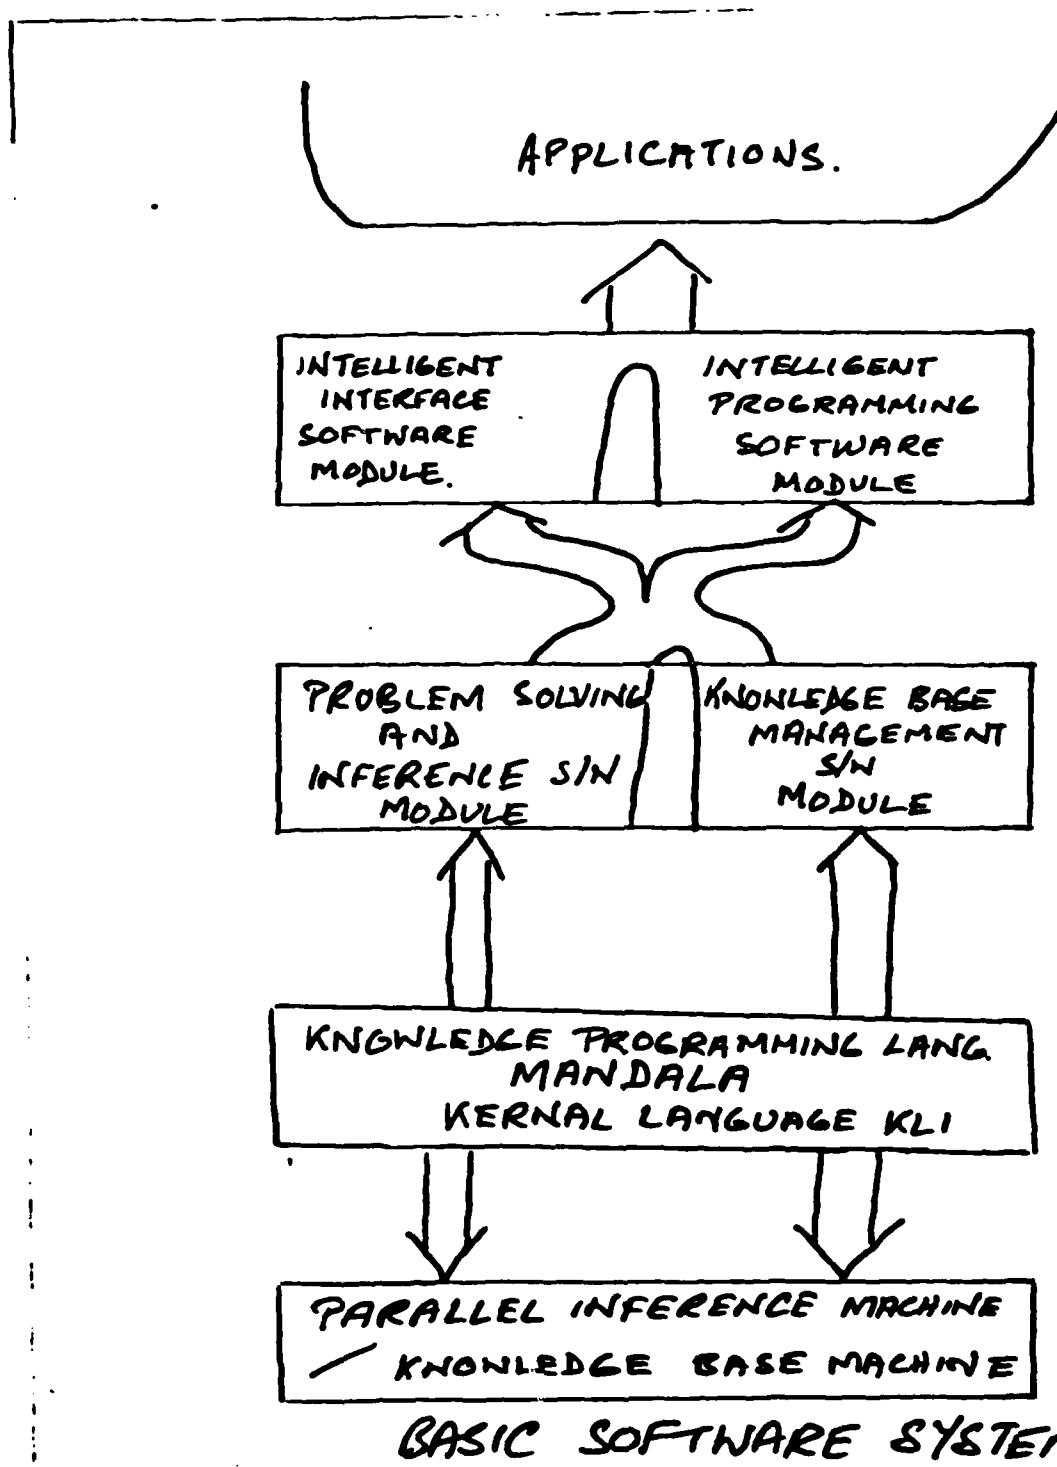 APPLICATIONS.
INTELLIGENT
INTERFACE
SOFTWARE
MODULE.
INTELLIGENT
PROGRAMMING
SOFTWARE
MODULE
PROBLEM SOLVING
AND
INFERENCE S/W
MODULE
KNOWLEDGE BASE
MANAGEMENT
S/W
MODULE
KNOWLEDGE PROGRAMMING LANG.
MANDALA
KERNAL LANGUAGE KL1
PARALLEL INFERENCE MACHINE
/ KNOWLEDGE BASE MACHINE
BASIC SOFTWARE SYSTEM